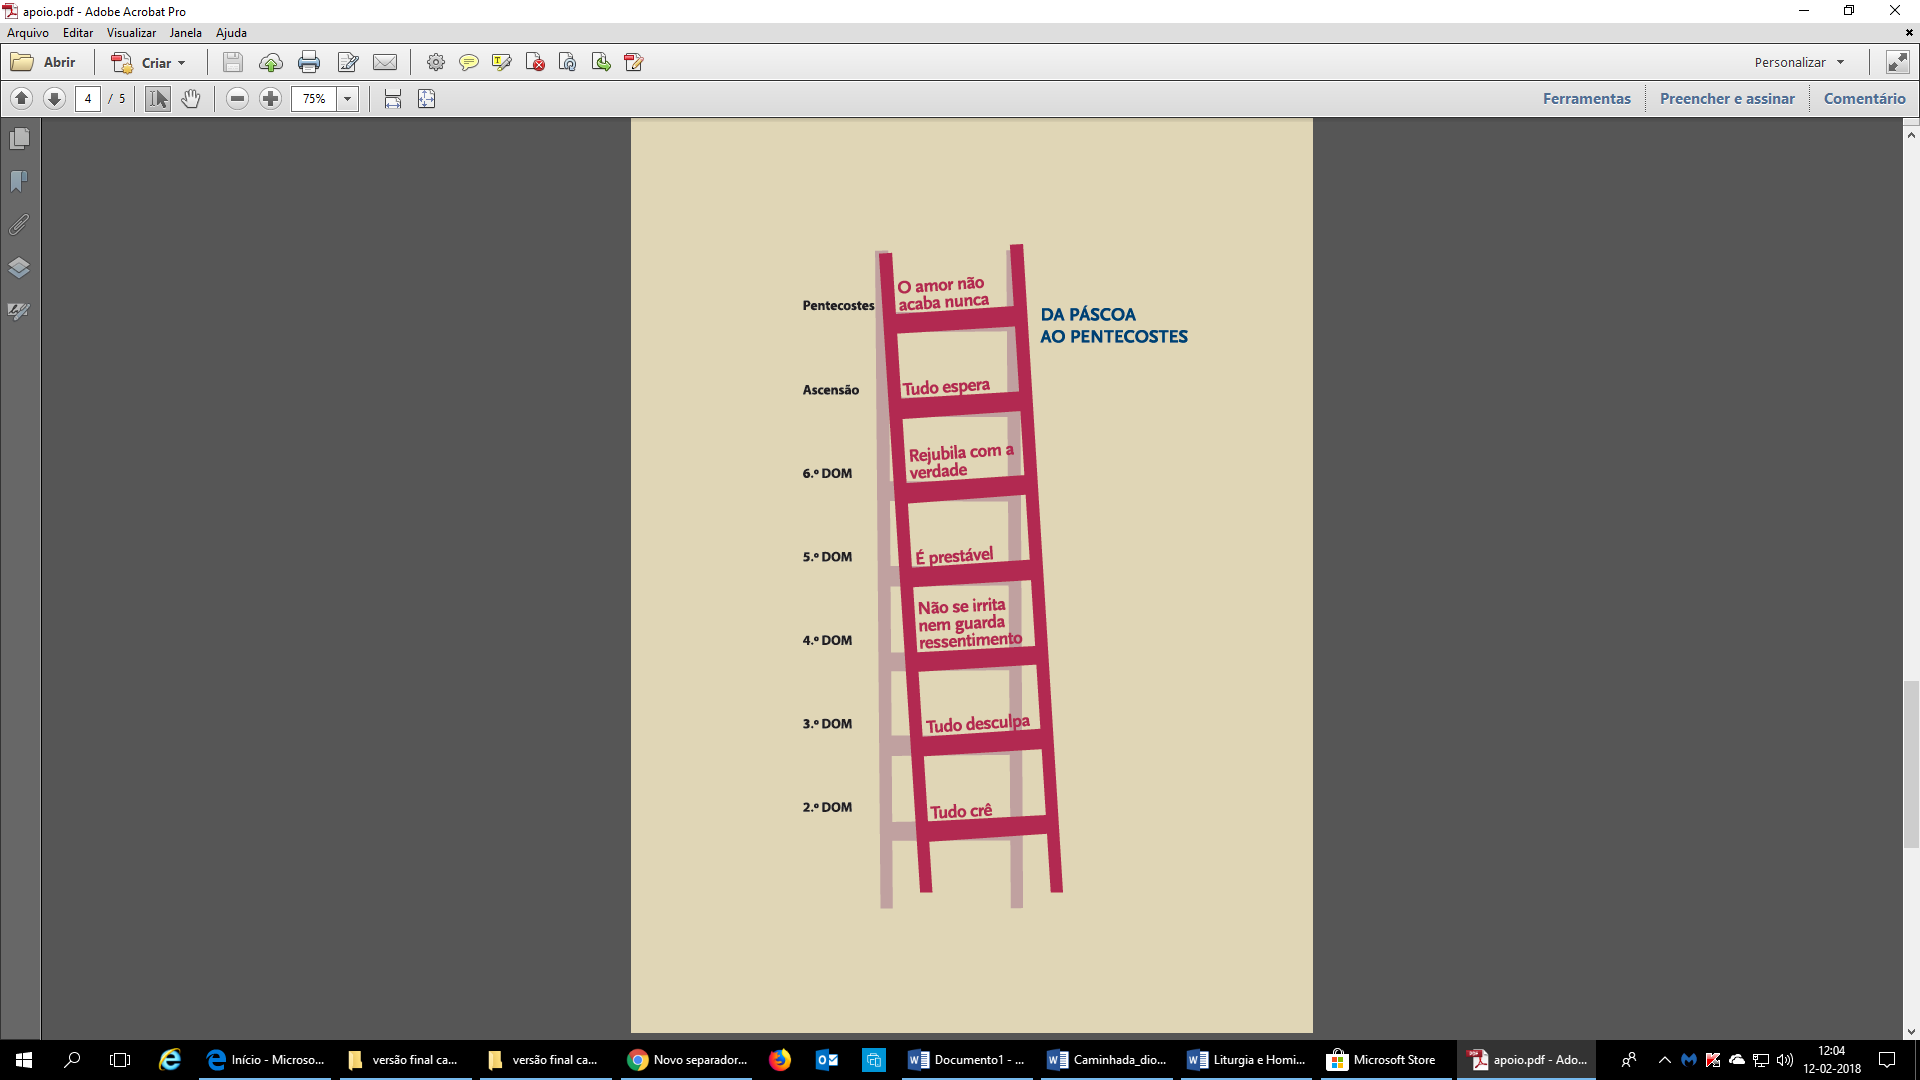 apoio.pdf - Adobe Acrobat Pro
Arquivo Editar Visualizar Janela Ajuda
Abrir Criar Personalizar
4 / 5 75% Ferramentas Preencher e assinar Comentário
O amor não
acaba nunca
Pentecostes
DA PÁSCOA
AO PENTECOSTES
Tudo espera
Ascensão
Rejubila com a
verdade
6.º DOM
É prestável
5.º DOM
Não se irrita
nem guarda
ressentimento
4.º DOM
Tudo desculpa
3.º DOM
Tudo crê
2.º DOM
Início - Microso... versão final ca... versão final ca... Novo separador... Documento1 - ... Caminhada_dio... Liturgia e Homi... Microsoft Store apoio.pdf - Ado... 12:04
12-02-2018